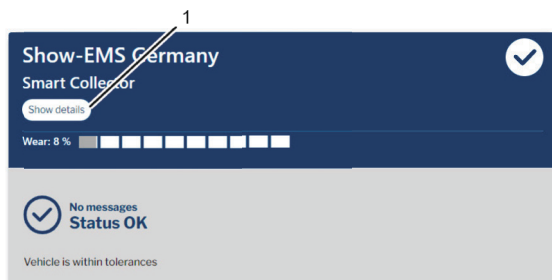 1
Show-EMS Germany
Smart Collector
Show details
Wear: 8 %
No messages
Status OK
Vehicle is within tolerances